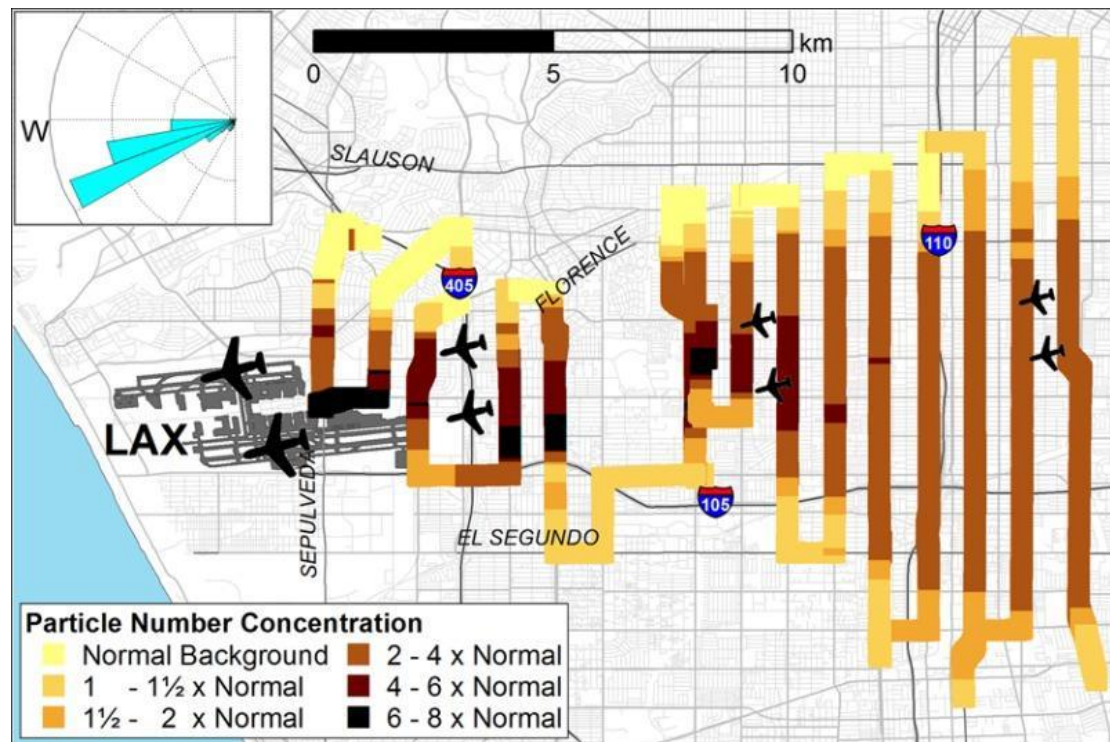 W
km
0 5 10
SLAUSON
FLORENCE
405
110
LAX
SEPULVEDA
105
EL SEGUNDO
Particle Number Concentration
Normal Background
1 - 1½ x Normal
1½ - 2 x Normal
2 - 4 x Normal
4 - 6 x Normal
6 - 8 x Normal